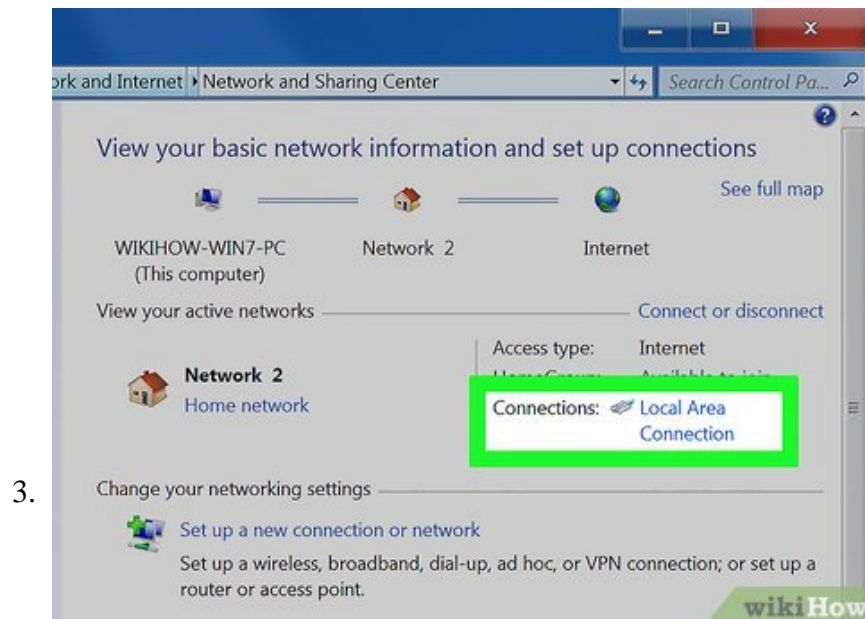 ork and Internet Network and Sharing Center Search Control Pa...
View your basic network information and set up connections
See full map
WIKIHOW-WIN7-PC Network 2 Internet
(This computer)
View your active networks Connect or disconnect
Access type: Internet
Network 2 HomeGroup: Available to join
Home network Connections: Local Area
Connection
3. Change your networking settings
Set up a new connection or network
Set up a wireless, broadband, dial-up, ad hoc, or VPN connection; or set up a
router or access point.
wikiHow